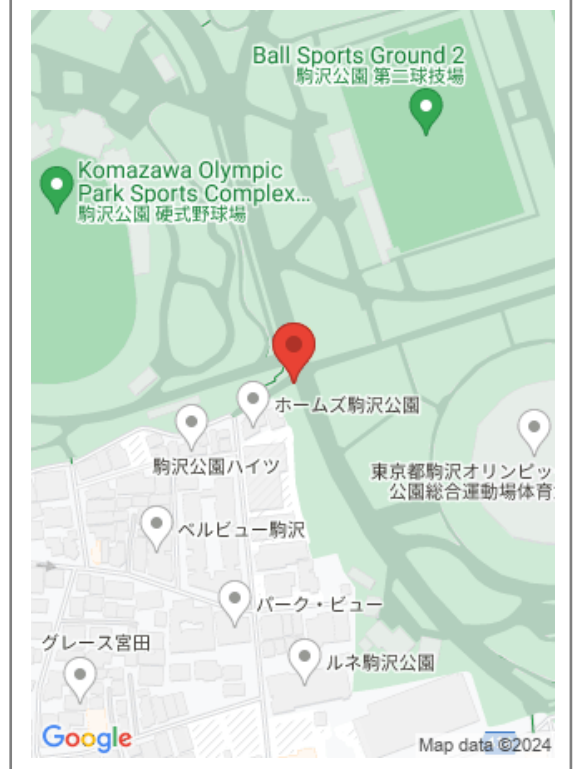 Ball Sports Ground 2
駒沢公園 第二球技場
Komazawa Olympic
Park Sports Complex...
駒沢公園 硬式野球場
ホームズ駒沢公園
駒沢公園ハイツ
東京都駒沢オリンピッ
公園総合運動場体育
ベルビュー駒沢
パーク・ビュー
グレース宮田
ルネ駒沢公園
Google
Map data ©2024